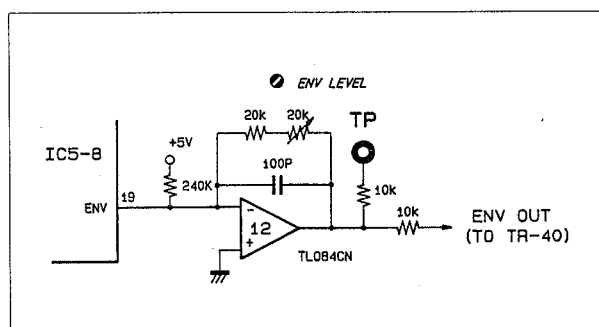 ENV LEVEL
20k 20k
TP
+5V
IC5-8
100P
240K
10k
19
ENV
-
12
+
10k
ENV OUT
(TO TR-40)
TL084CN